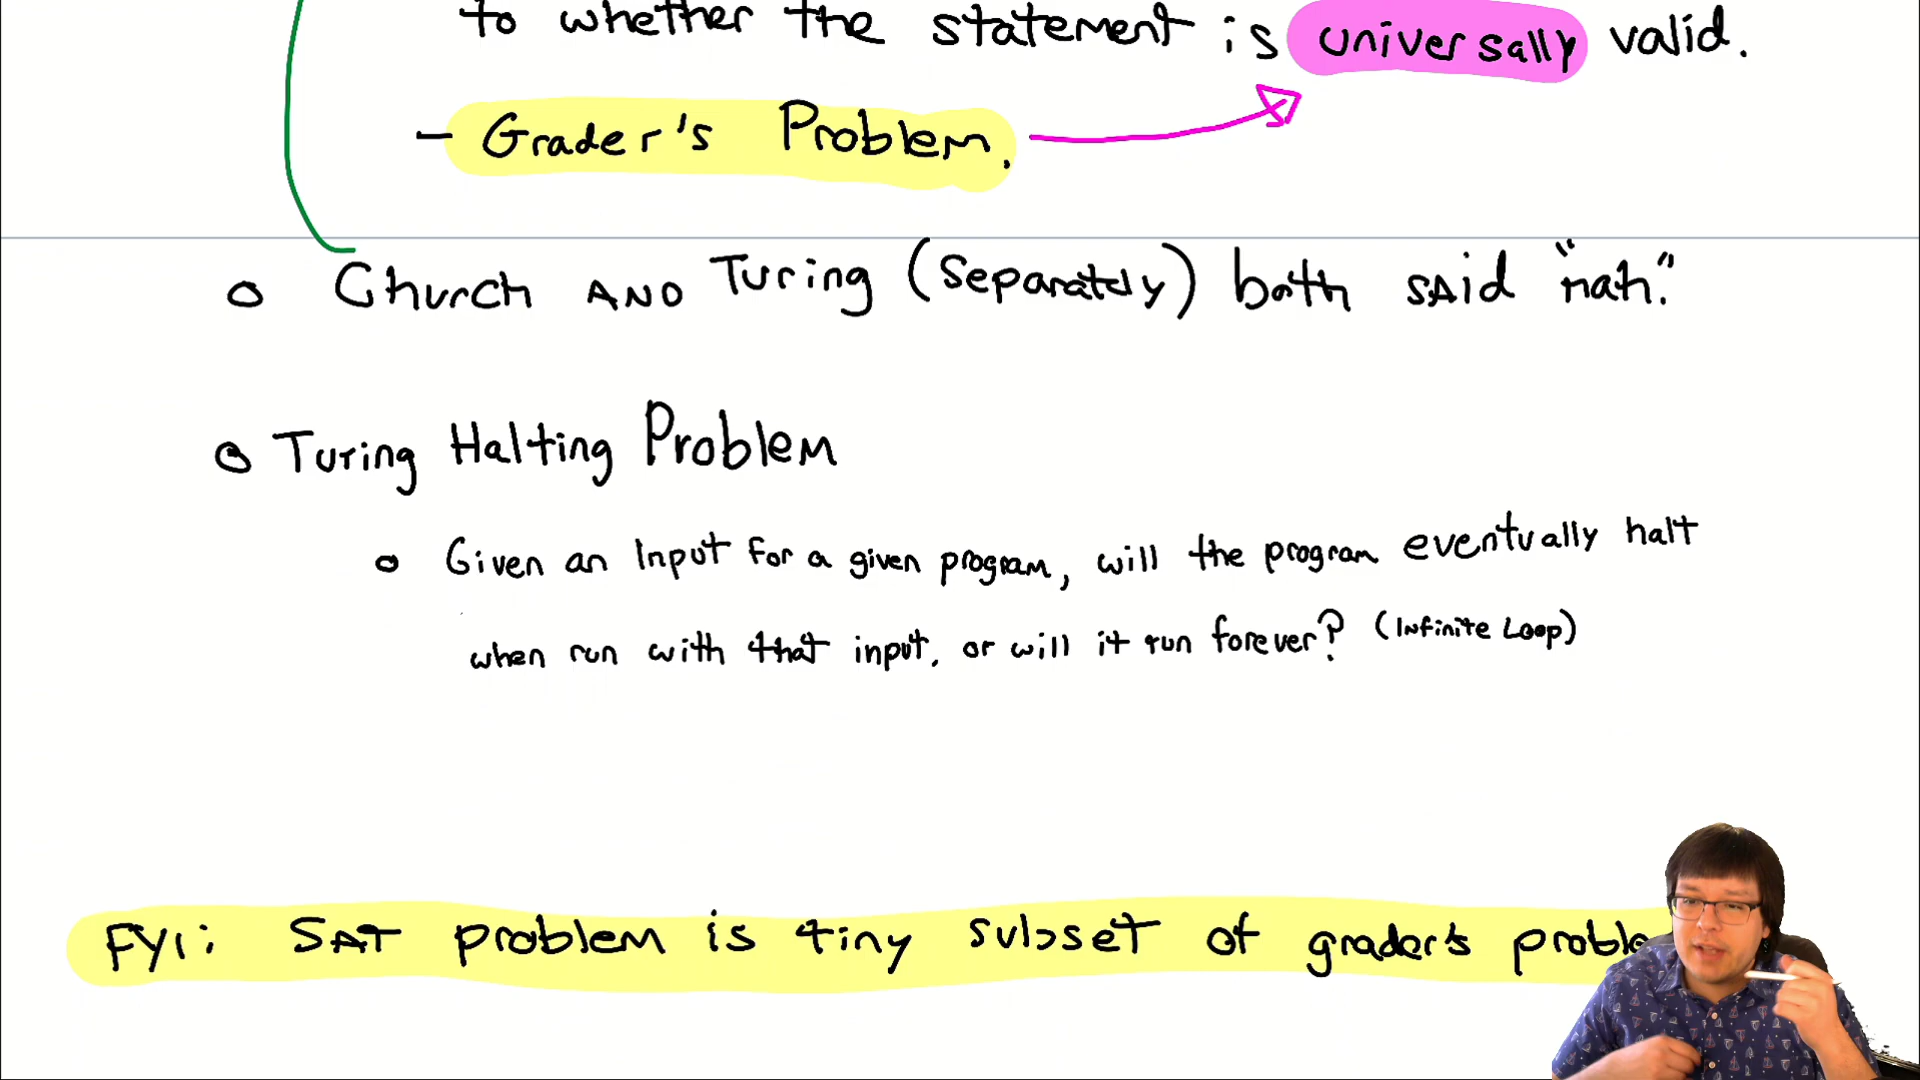 to whether the statement is universally valid.
- Grader's Problem.
Church AND Turing (Separately) both said "nah."
Turing Halting Problem
Given an Input for a given program, will the program eventually halt
when run with that input, or will it run forever? (Infinite Loop)
FYI: SAT problem is tiny subset of grader's